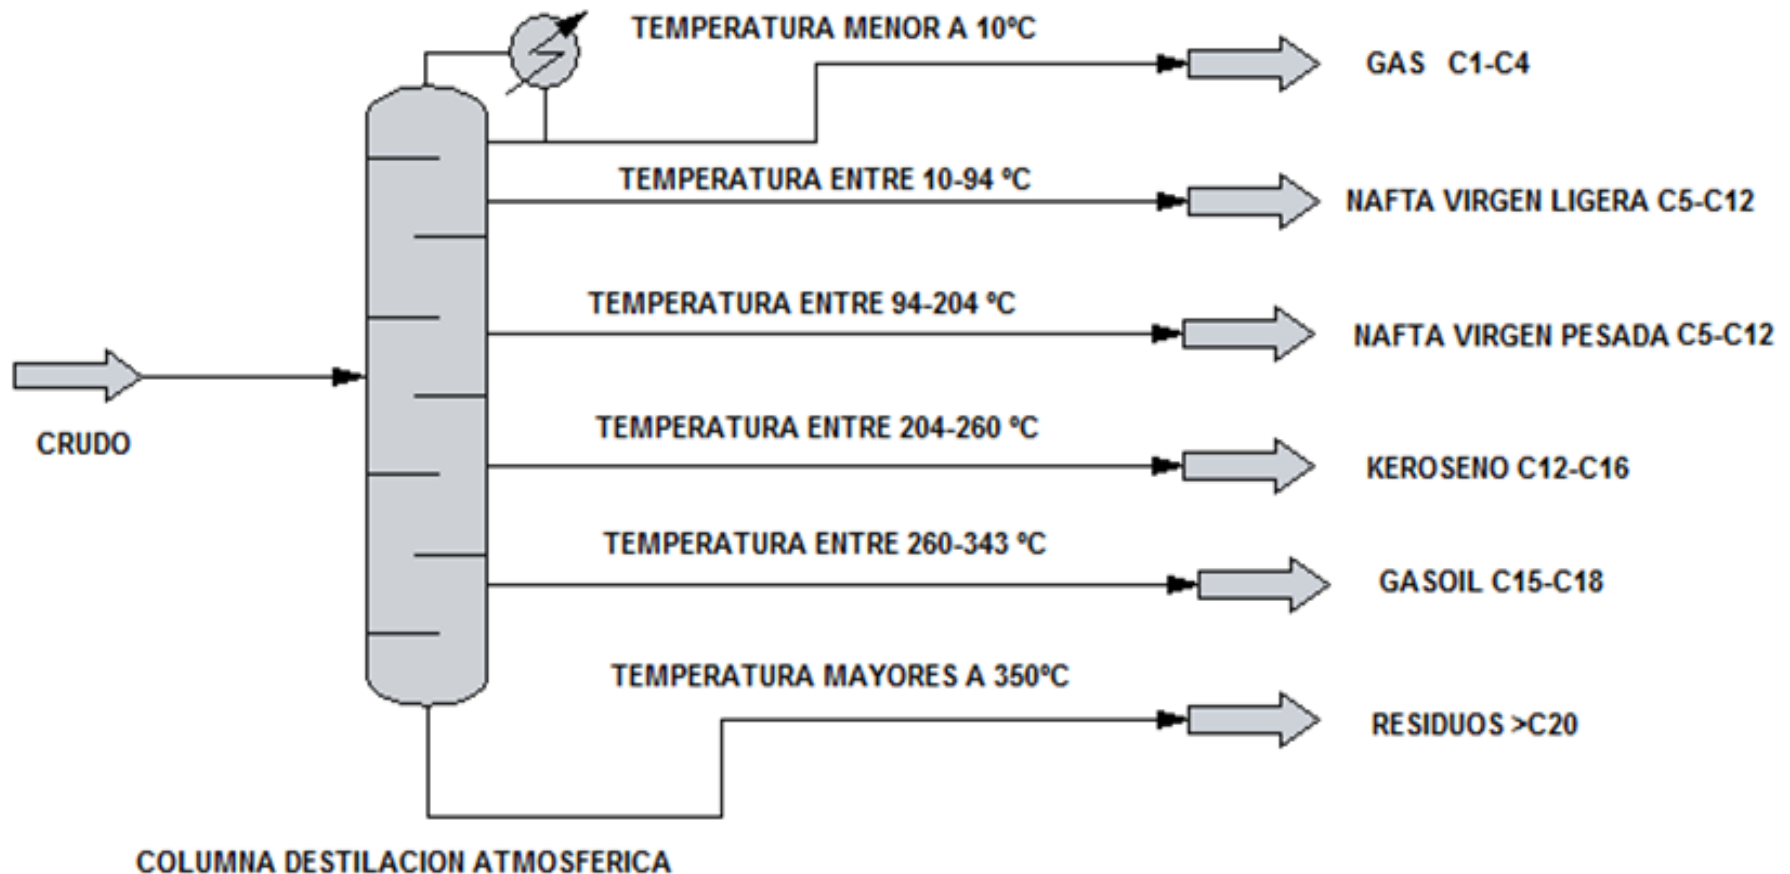 TEMPERATURA MENOR A 10ºC
GAS C1-C4
TEMPERATURA ENTRE 10-94 ºC
NAFTA VIRGEN LIGERA C5-C12
TEMPERATURA ENTRE 94-204 ºC
NAFTA VIRGEN PESADA C5-C12
CRUDO
TEMPERATURA ENTRE 204-260 ºC
KEROSENO C12-C16
TEMPERATURA ENTRE 260-343 ºC
GASOIL C15-C18
TEMPERATURA MAYORES A 350ºC
RESIDUOS >C20
COLUMNA DESTILACION ATMOSFERICA